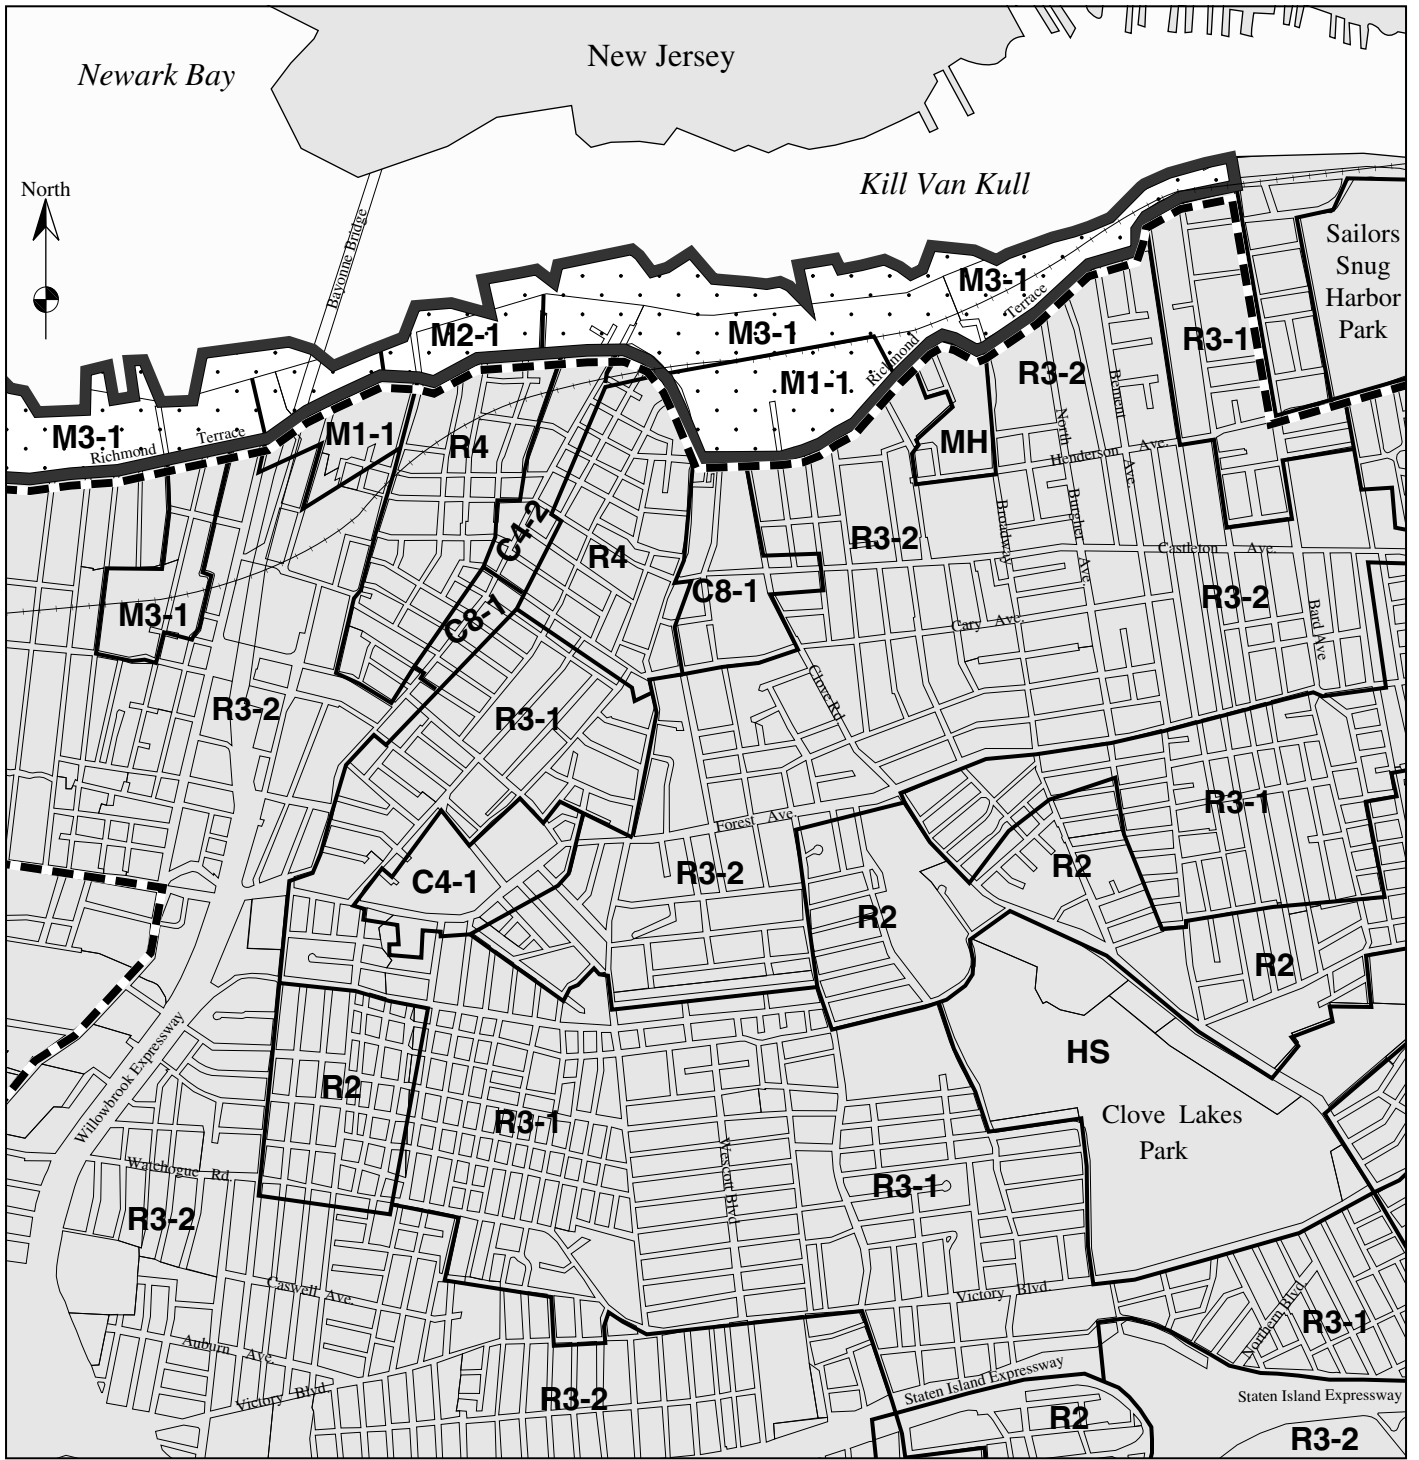 New Jersey
Newark Bay
Kill Van Kull
North
Bayonne Bridge
Sailors
Snug
Harbor
Park
M3-1
Terrace
M2-1
M3-1
R3-1
Richmond
M1-1
R3-2
Bement
Ave.
M3-1
Richmond
Terrace
M1-1
R4
MH
North
Henderson Ave.
C4-2
R4
R3-2
Broadway
Burgher
Ave.
Castleton Ave.
M3-1
C8-1
C8-1
R3-2
Cary Ave.
Bard Ave
R3-2
R3-1
Clove Rd.
Forest Ave.
R3-1
C4-1
R3-2
R2
R2
R2
Willowbrook Expressway
HS
R2
R3-1
Clove Lakes
Park
Watchogue Rd.
Wescott Blvd
R3-1
R3-2
Caswell Ave.
Victory Blvd.
Northern Blvd.
R3-1
Auburn Ave.
Victory Blvd.
R3-2
Staten Island Expressway
Staten Island Expressway
R2
R3-2